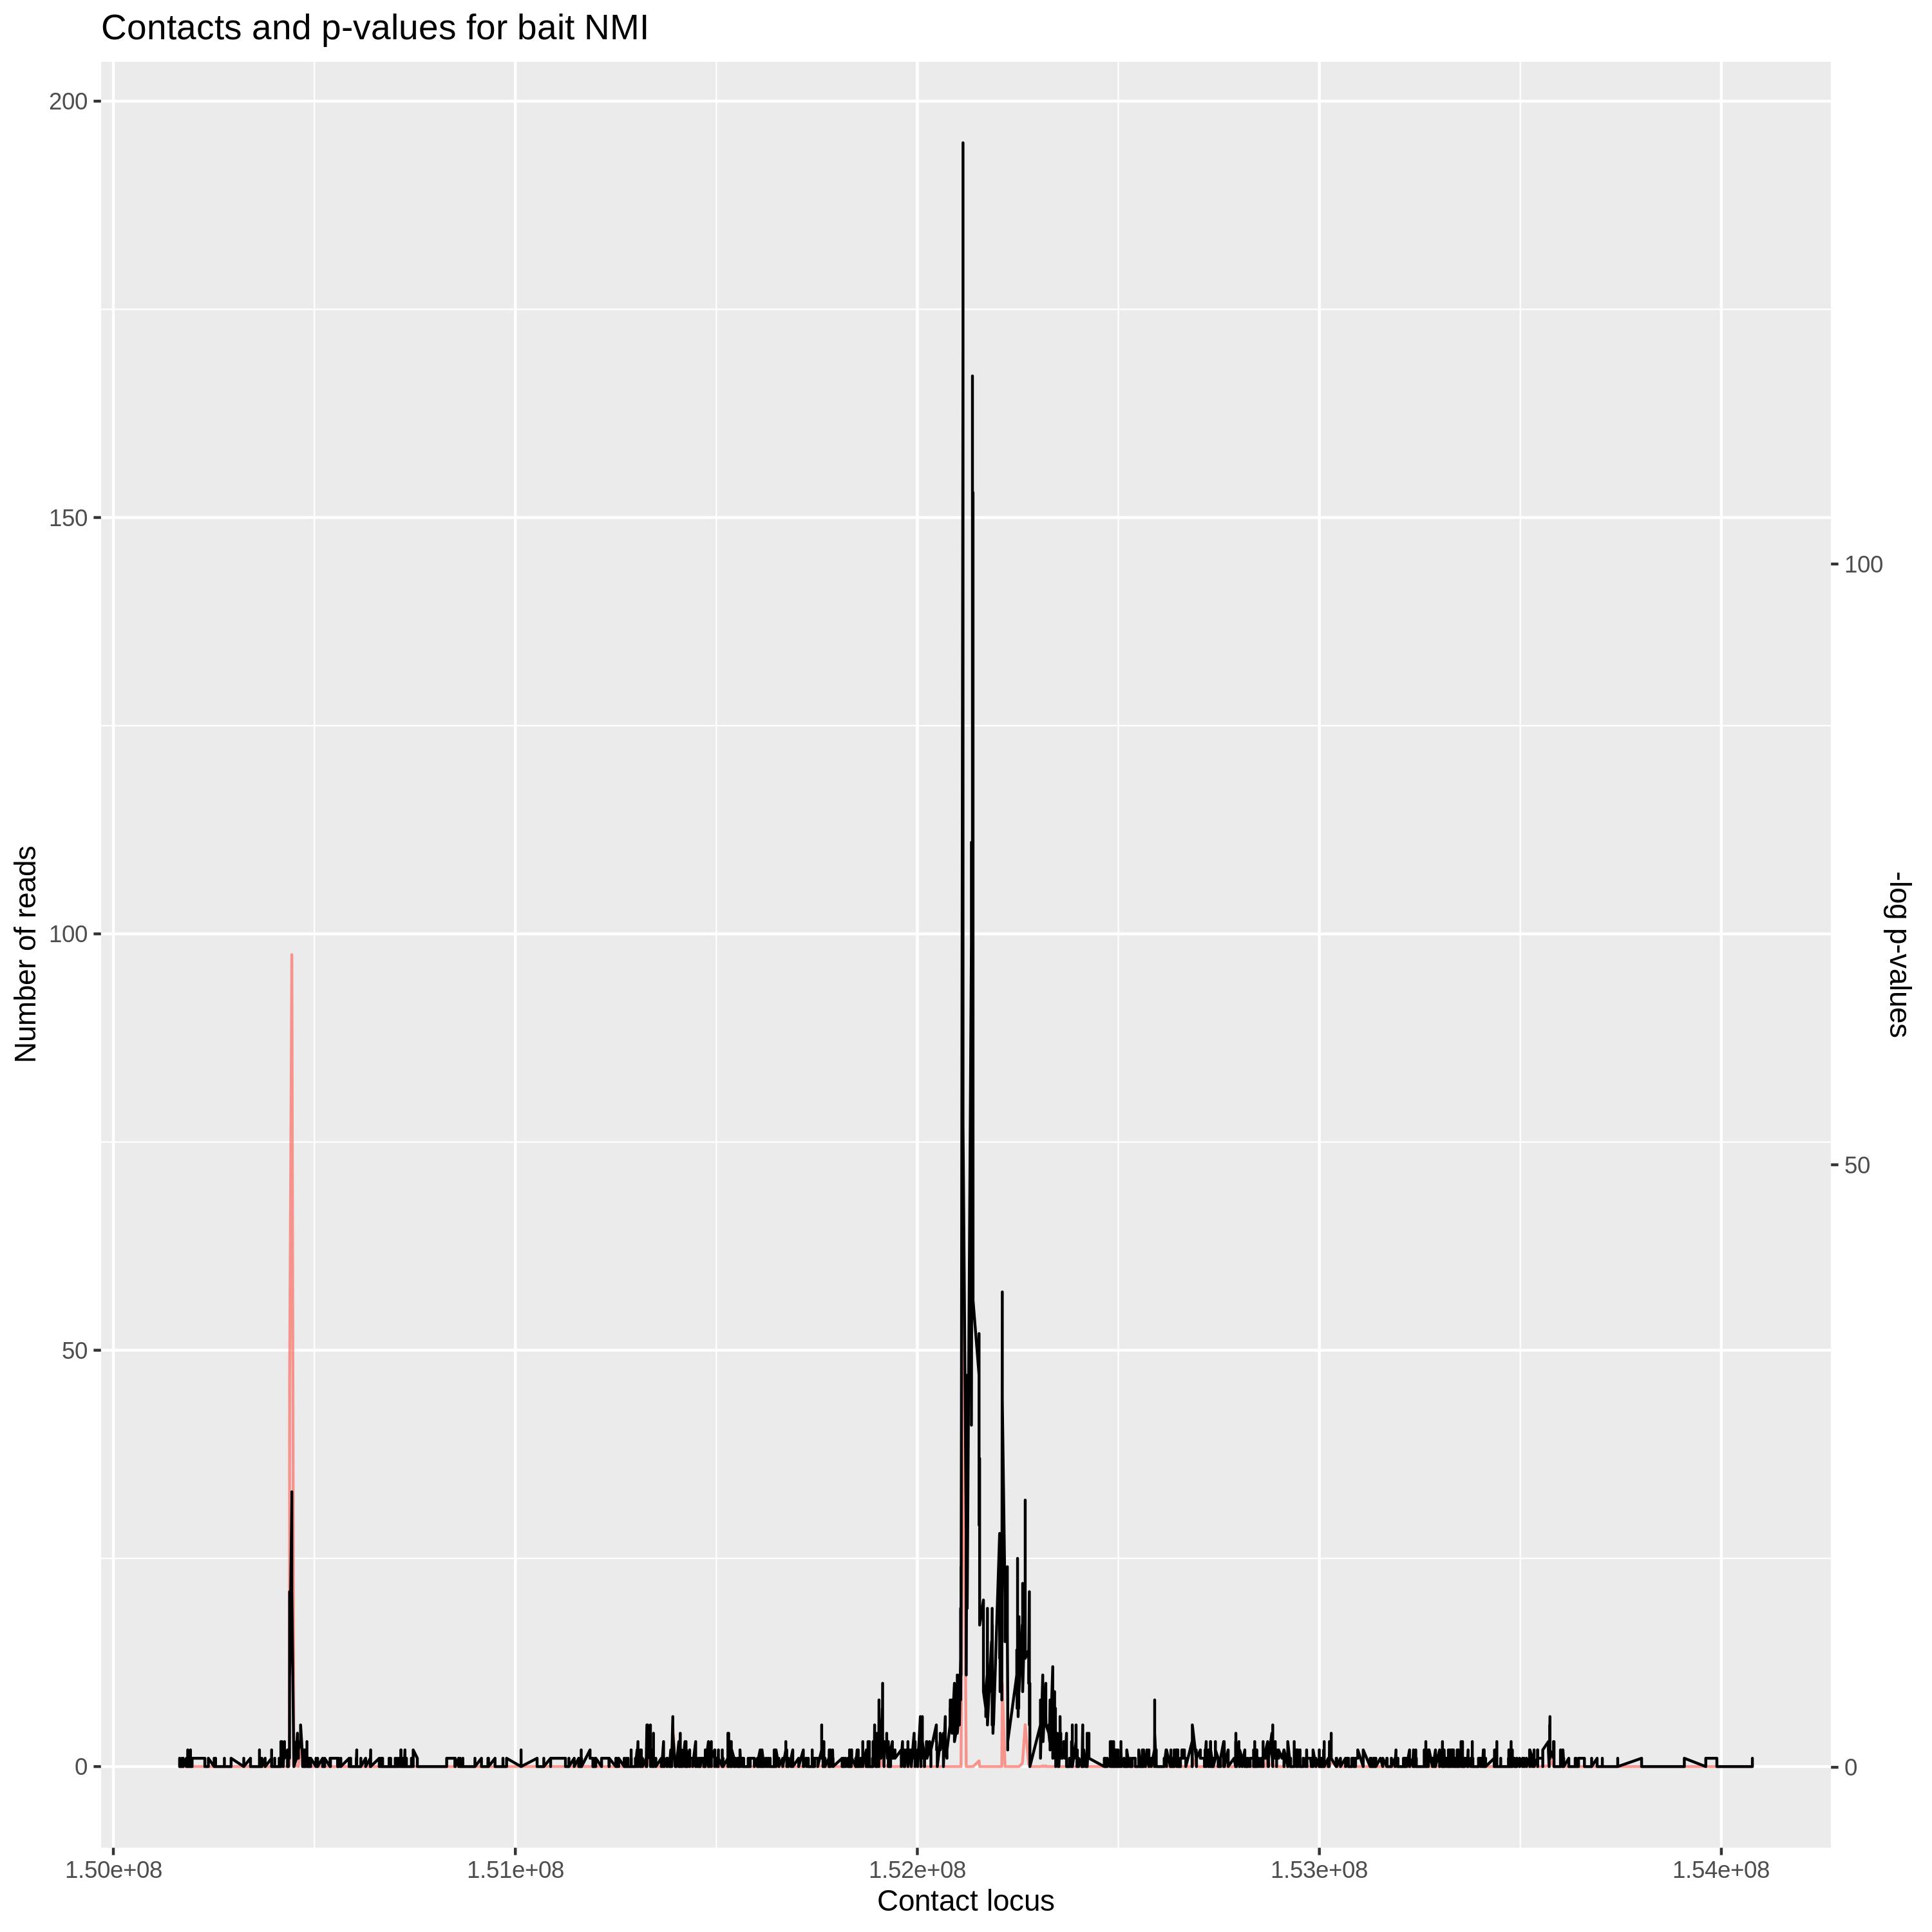 Contacts and p-values for bait NMI
200
150
100
50
0
Number of reads
100
50
0
-log p-values
1.50e+08
1.51e+08
1.52e+08
1.53e+08
1.54e+08
Contact locus